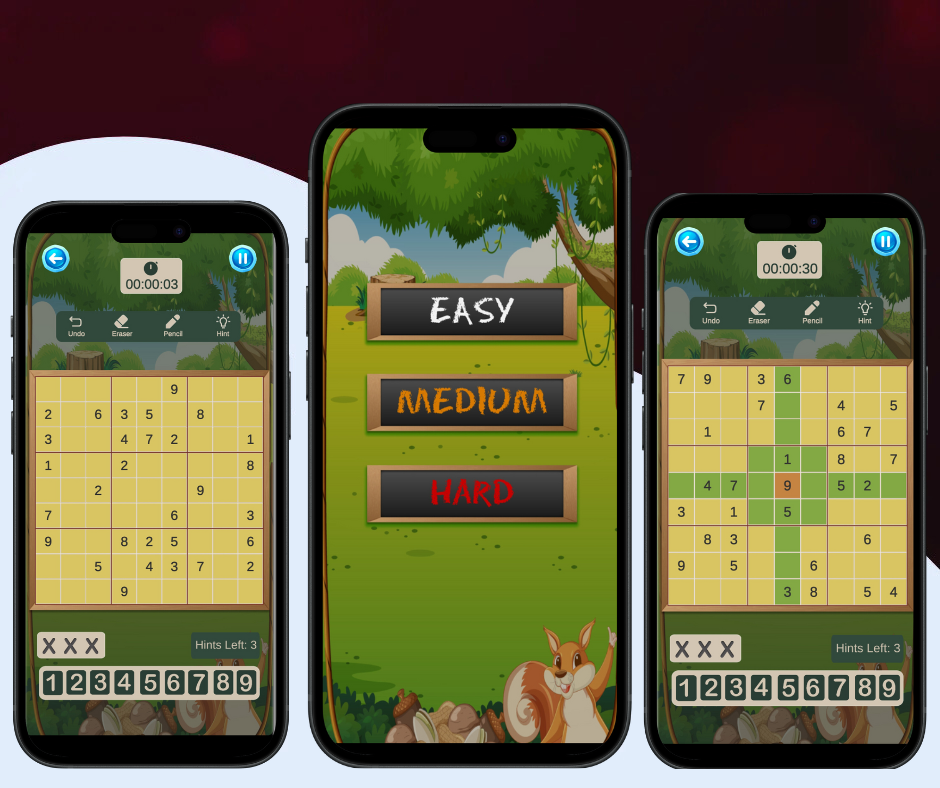 00:00:03
Undo Eraser Pencil Hint
9
2 6 3 5 8
3 4 7 2 1
1 2 8
2 9
7 6 3
9 8 2 5 6
5 4 3 7 2
9
X X X Hints Left: 3
1 2 3 4 5 6 7 8 9
EASY
MEDIUM
HARD
00:00:30
Undo Eraser Pencil Hint
7 9 3 6
7 4 5
1 6 7
1 8 7
4 7 9 5 2
3 1 5
8 3 6
9 5 6
3 8 5 4
X X X Hints Left: 3
1 2 3 4 5 6 7 8 9